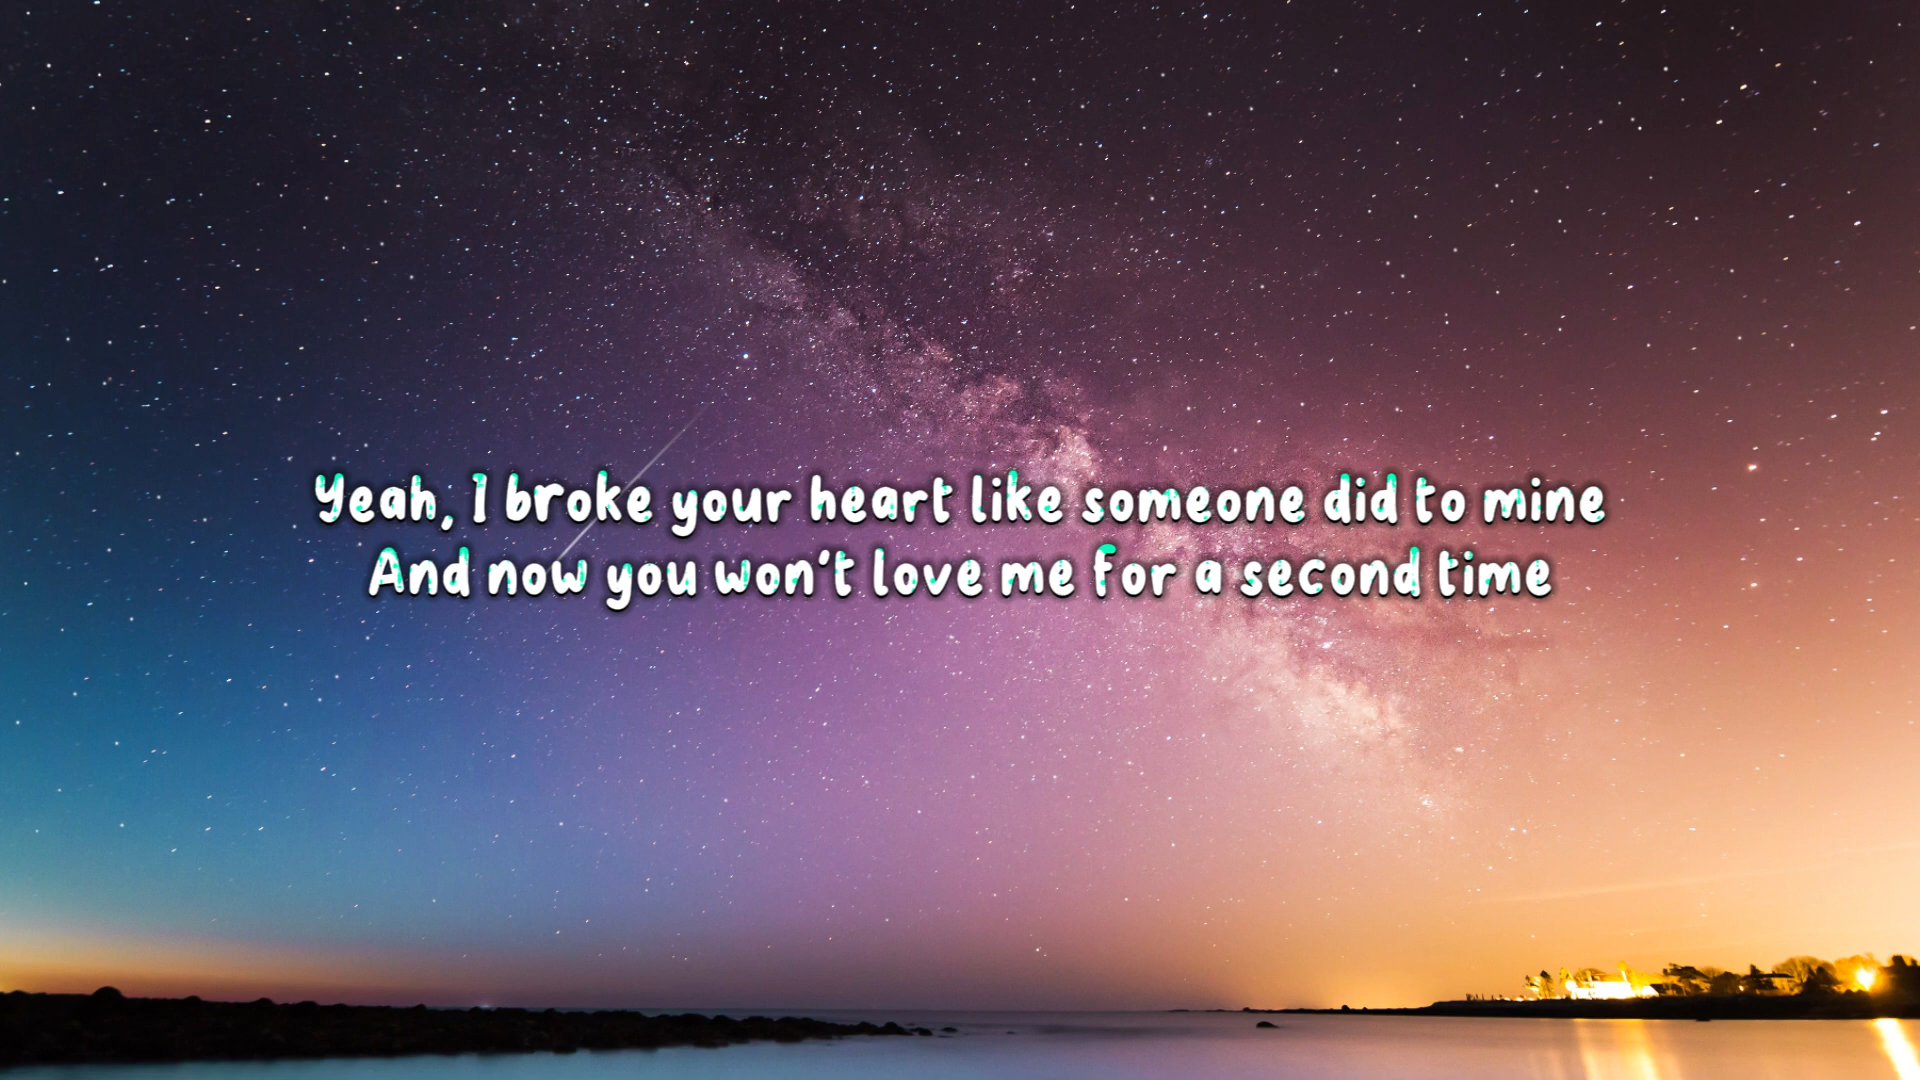 Yeah, I broke your heart like someone did to mine
And now you won't love me for a second time